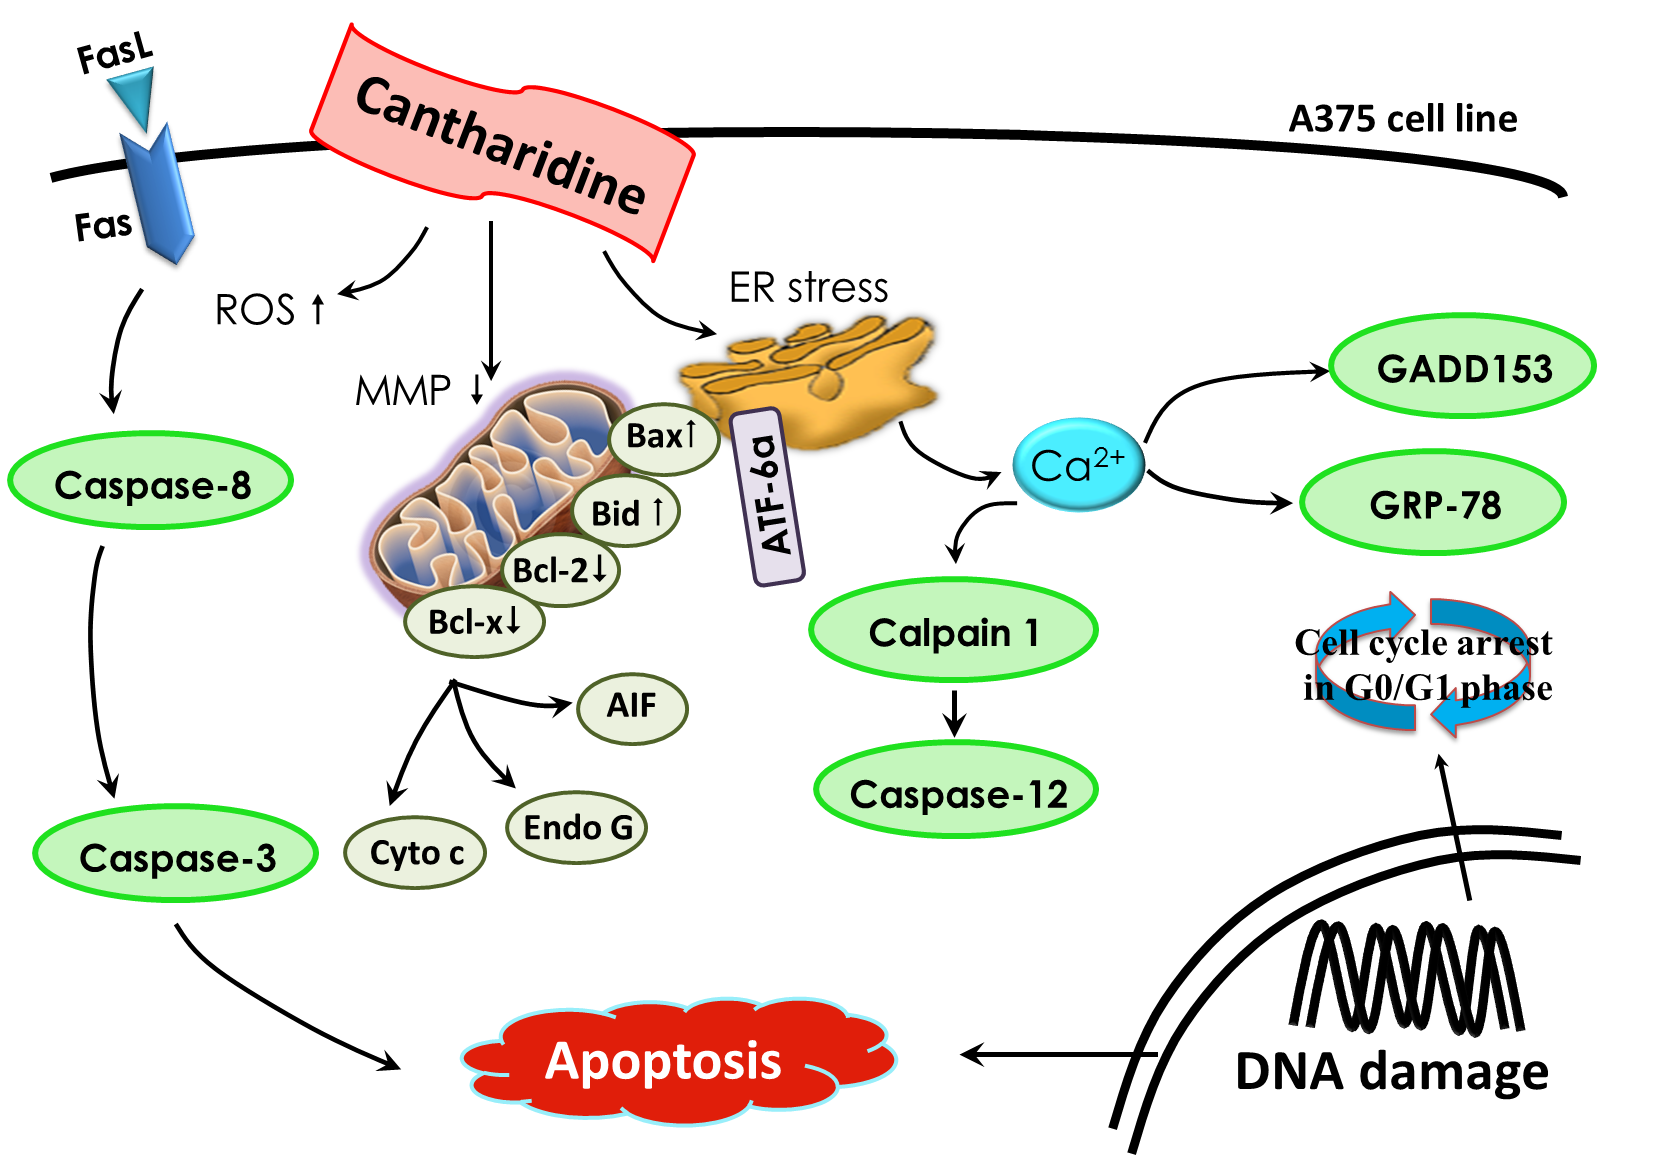 FasL
Cantharidine
A375 cell line
Fas
ROS ↑
ER stress
MMP ↓
GADD153
Bax↑
ATF-6a
Ca2+
Caspase-8
Bid ↑
GRP-78
Bcl-2↓
Bcl-x↓
Calpain 1
Cell cycle arrest
in G0/G1 phase
AIF
Caspase-12
Endo G
Cyto c
Caspase-3
Apoptosis
DNA damage